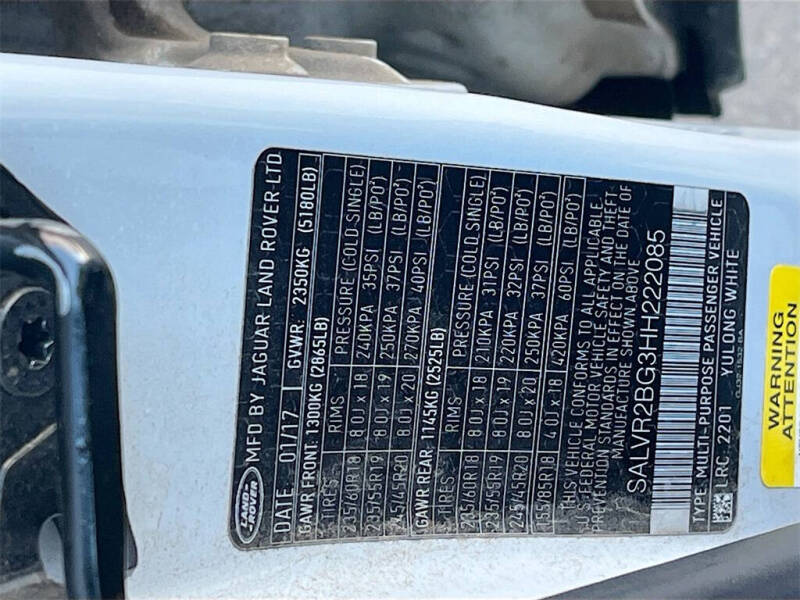 LAND-
ROVER
MFD BY JAGUAR LAND ROVER LTD
DATE 01/17 GVWR. 2350KG (5180LB)
GAWR FRONT: 1300KG (2865LB)
TIRES RIMS PRESSURE (COLD SINGLE)
235/60R18 8.0J x 18 240KPA 35PSI (LB/PO²)
235/55R19 8.0J x 19 250KPA 37PSI (LB/PO²)
245/45R20 8.0J x 20 270KPA 40PSI (LB/PO²)
GAWR REAR: 1145KG (2525LB)
TIRES RIMS PRESSURE (COLD SINGLE)
235/60R18 8.0J x 18 210KPA 31PSI (LB/PO²)
235/55R19 8.0J x 19 220KPA 32PSI (LB/PO²)
245/45R20 8.0J x 20 250KPA 37PSI (LB/PO²)
155/85R18 4.0J x 18 420KPA 60PSI (LB/PO²)
THIS VEHICLE CONFORMS TO ALL APPLICABLE
U S FEDERAL MOTOR VEHICLE SAFETY AND THEFT
PREVENTION STANDARDS IN EFFECT ON THE DATE OF
MANUFACTURE SHOWN ABOVE
SALVR2BG3HH222085
TYPE: MULTI-PURPOSE PASSENGER VEHICLE
LRC 2201 YULONG WHITE
WARNING
ATTENTION